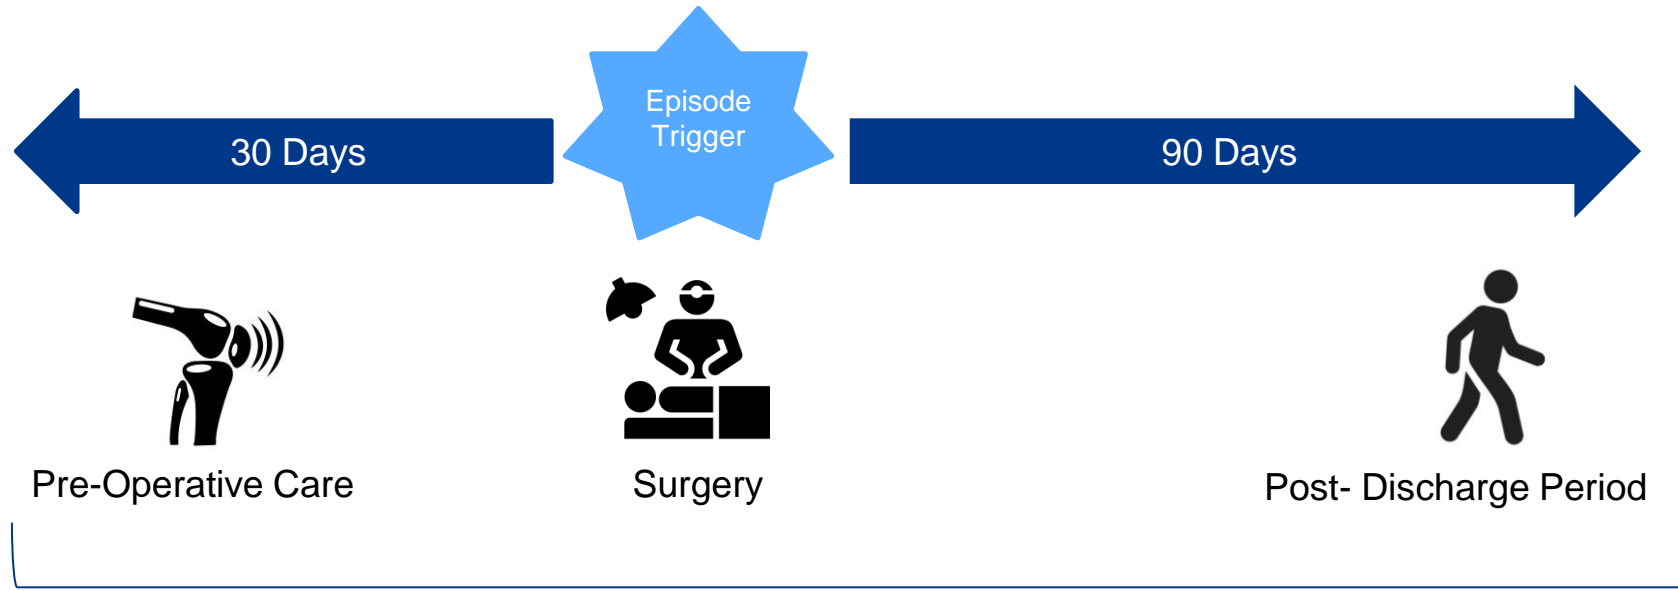 Episode
Trigger
30 Days
90 Days
Pre-Operative Care
Surgery
Post- Discharge Period